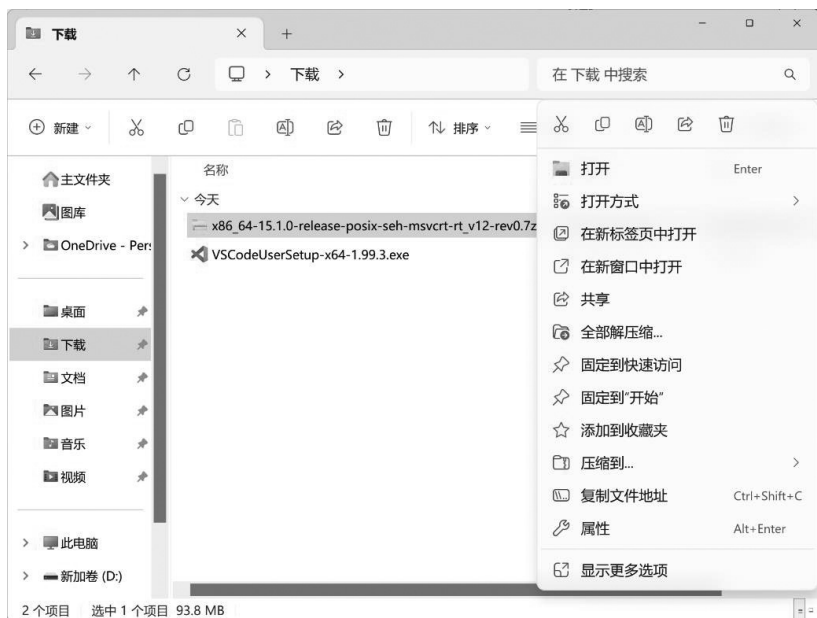 下载
在 下载 中搜索
下载
新建
排序
主文件夹
图库
OneDrive - Pers
桌面
下载
文档
图片
音乐
视频
此电脑
新加卷 (D:)
名称
今天
x86_64-15.1.0-release-posix-seh-msvcrt-rt_v12-rev0.7z
VSCodeUserSetup-x64-1.99.3.exe
打开 Enter
打开方式
在新标签页中打开
在新窗口中打开
共享
全部解压缩...
固定到快速访问
固定到"开始"
添加到收藏夹
压缩到...
复制文件地址 Ctrl+Shift+C
属性 Alt+Enter
显示更多选项
2 个项目 选中 1 个项目 93.8 MB